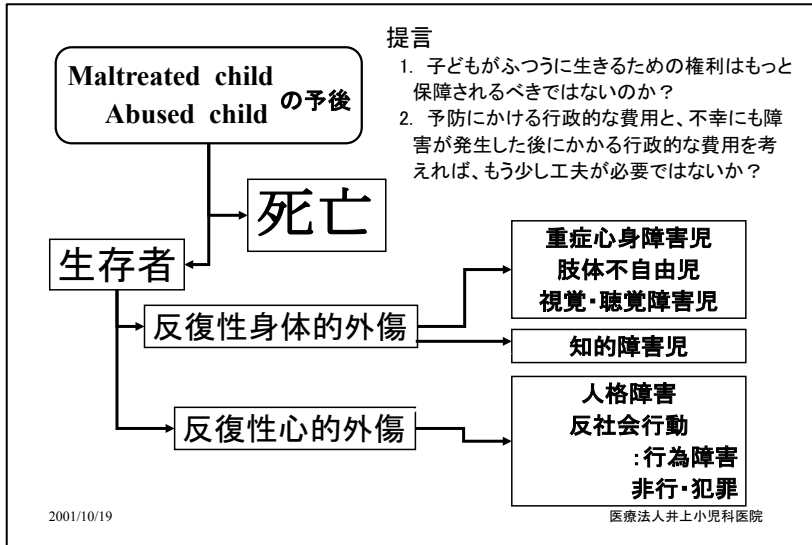 Maltreated child
Abused child の予後
提言
1. 子どもがふつうに生きるための権利はもっと
保障されるべきではないのか？
2. 予防にかける行政的な費用と、不幸にも障
害が発生した後にかかる行政的な費用を考
えれば、もう少し工夫が必要ではないか？
死亡
生存者
反復性身体的外傷
重症心身障害児
肢体不自由児
視覚・聴覚障害児
知的障害児
反復性心的外傷
人格障害
反社会行動
：行為障害
非行・犯罪
2001/10/19
医療法人井上小児科医院